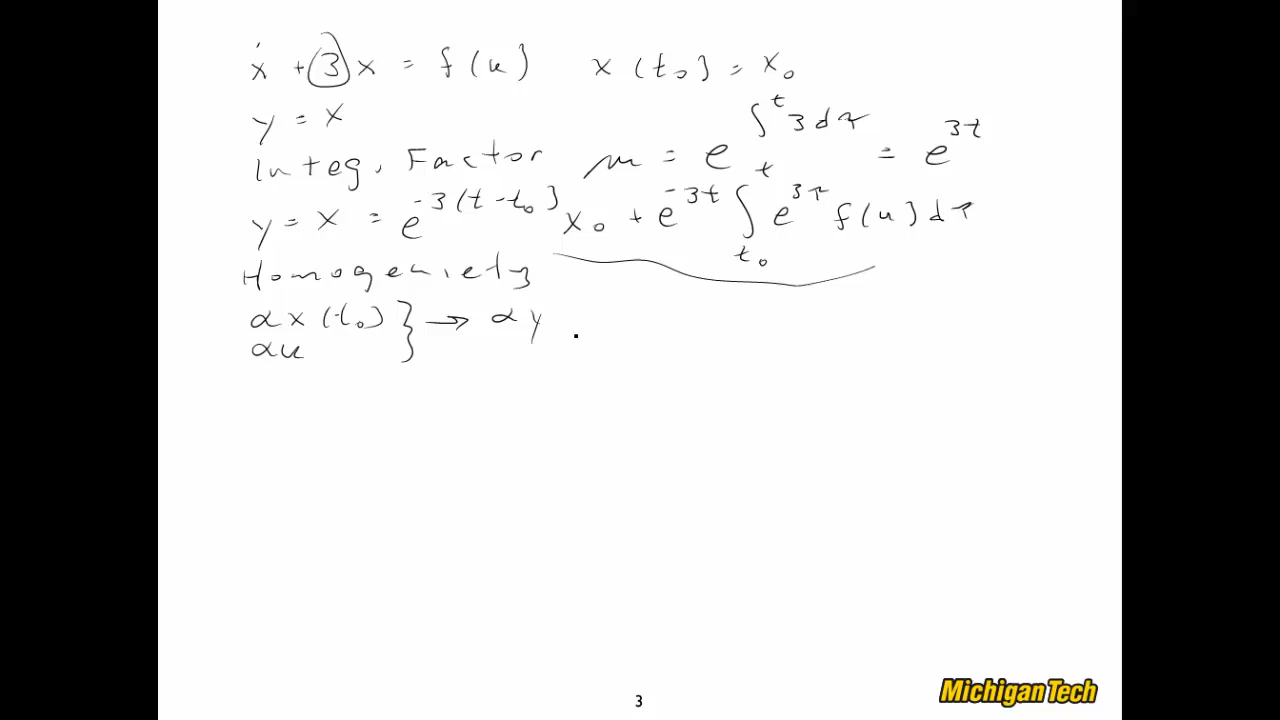 ẋ + 3x = f(u)   x(t₀) = x₀
y = x
Integ. Factor   μ = e^{∫_t^t 3dτ} = e^{3t}
y = x = e^{-3(t-t₀)} x₀ + e^{-3t} ∫_{t₀} e^{3τ} f(u) dτ
Homogeniety
αx(t₀) } → αy
αu
3
Michigan Tech